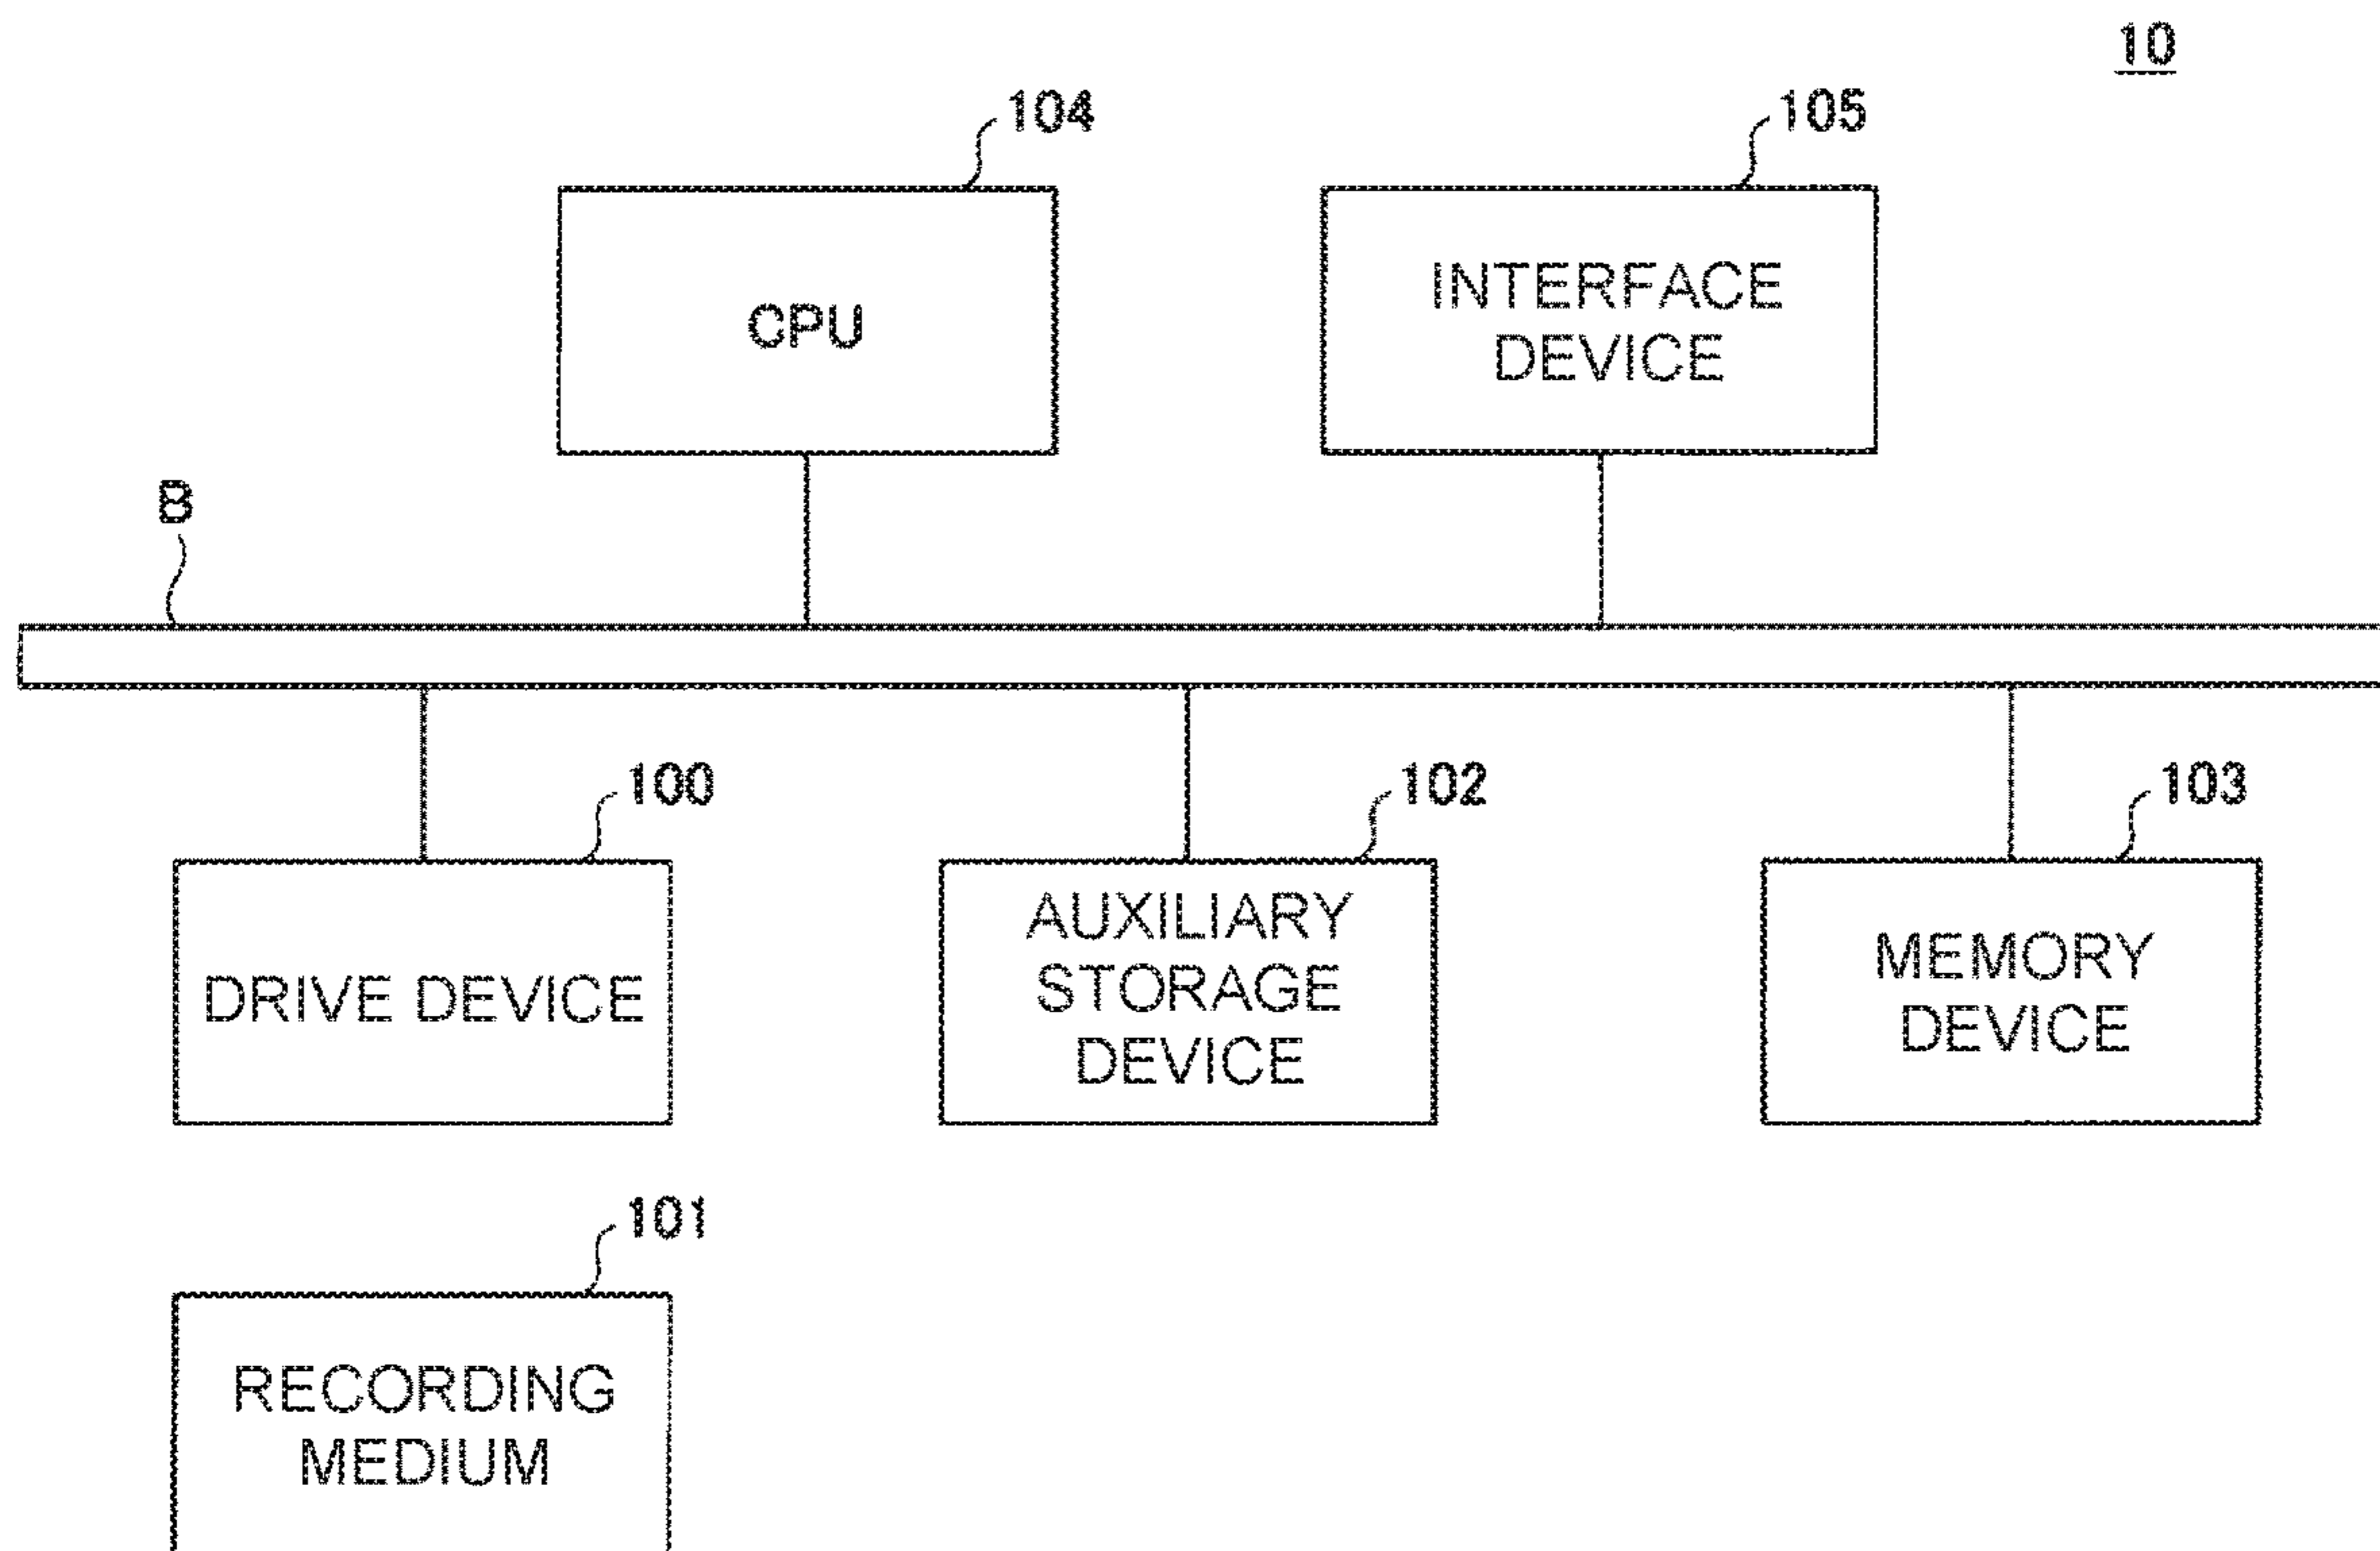 10
104
105
CPU
INTERFACE
DEVICE
B
100
102
103
DRIVE DEVICE
AUXILIARY
STORAGE
DEVICE
MEMORY
DEVICE
101
RECORDING
MEDIUM